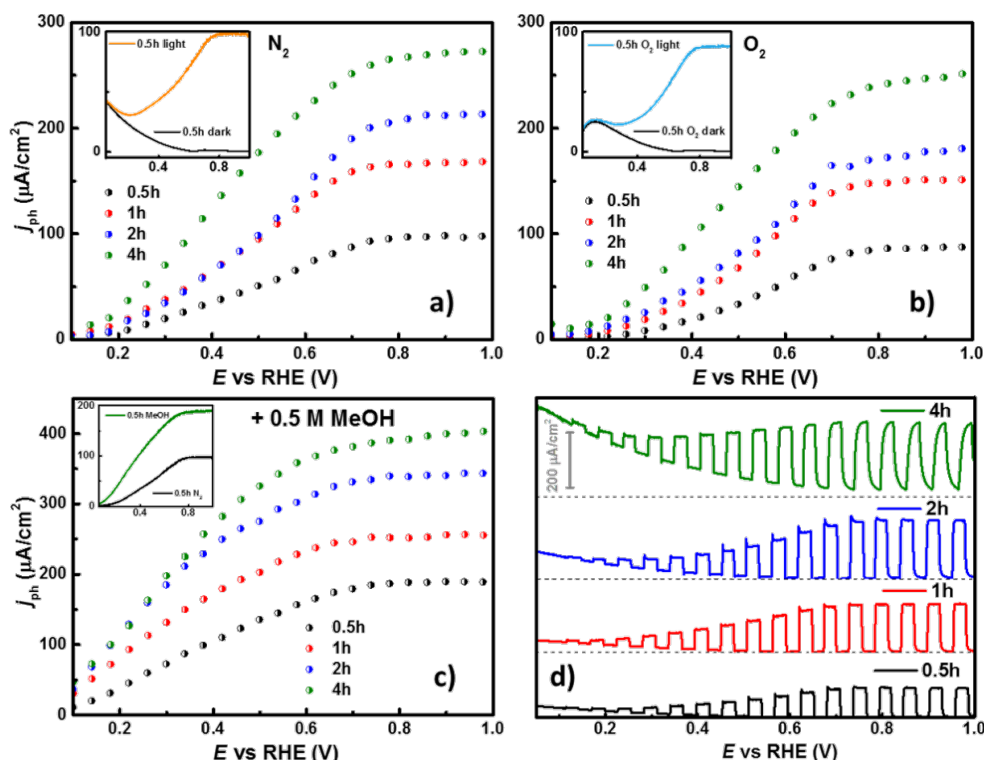 300
200
100
0
j_ph (µA/cm²)
100
0
0.4 0.8
0.5h light
0.5h dark
N₂
0.5h
1h
2h
4h
a)
0.2 0.4 0.6 0.8 1.0
E vs RHE (V)
300
200
100
0
100
0
0.4 0.8
0.5h O₂ light
0.5h O₂ dark
O₂
0.5h
1h
2h
4h
b)
0.2 0.4 0.6 0.8 1.0
E vs RHE (V)
400
300
200
100
0
j_ph (µA/cm²)
200
100
0
0.4 0.8
0.5h MeOH
0.5h N₂
+ 0.5 M MeOH
0.5h
1h
2h
4h
c)
0.2 0.4 0.6 0.8 1.0
E vs RHE (V)
200 µA/cm²
4h
2h
1h
0.5h
d)
0.2 0.4 0.6 0.8 1.0
E vs RHE (V)